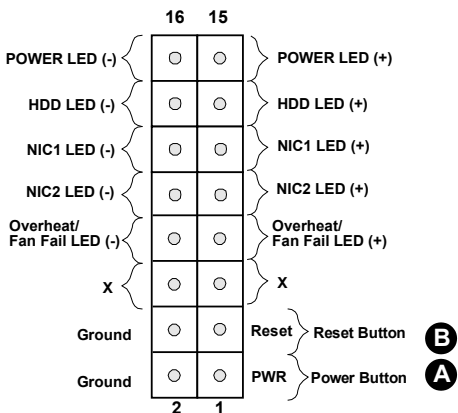 16 15
POWER LED (-) POWER LED (+)
HDD LED (-) HDD LED (+)
NIC1 LED (-) NIC1 LED (+)
NIC2 LED (-) NIC2 LED (+)
Overheat/ Overheat/
Fan Fail LED (-) Fan Fail LED (+)
X X
Ground Reset Reset Button B
Ground PWR Power Button A
2 1